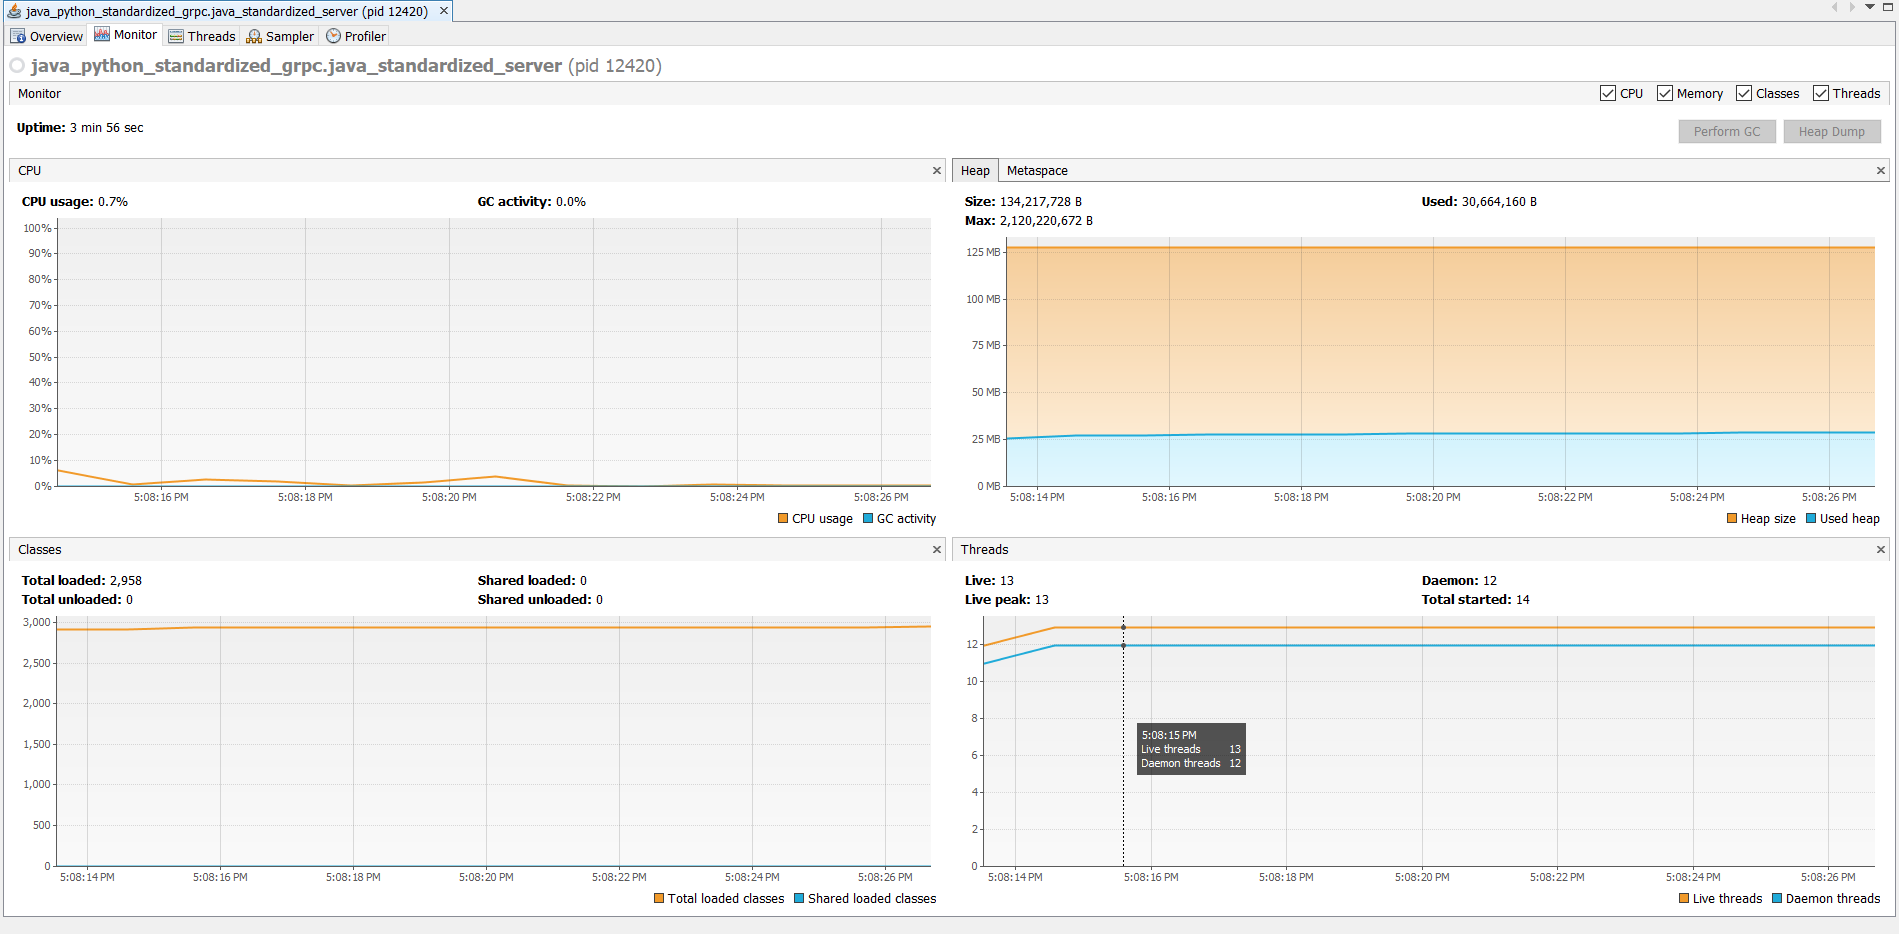 java_python_standardized_grpc.java_standardized_server (pid 12420)
Overview Monitor Threads Sampler Profiler
java_python_standardized_grpc.java_standardized_server (pid 12420)
Monitor
CPU Memory Classes Threads
Uptime: 3 min 56 sec
Perform GC Heap Dump
CPU
CPU usage: 0.7% GC activity: 0.0%
100%
90%
80%
70%
60%
50%
40%
30%
20%
10%
0%
5:08:16 PM 5:08:18 PM 5:08:20 PM 5:08:22 PM 5:08:24 PM 5:08:26 PM
CPU usage GC activity
Heap Metaspace
Size: 134,217,728 B Used: 30,664,160 B
Max: 2,120,220,672 B
125 MB
100 MB
75 MB
50 MB
25 MB
0 MB
5:08:14 PM 5:08:16 PM 5:08:18 PM 5:08:20 PM 5:08:22 PM 5:08:24 PM 5:08:26 PM
Heap size Used heap
Classes
Total loaded: 2,958 Shared loaded: 0
Total unloaded: 0 Shared unloaded: 0
3,000
2,500
2,000
1,500
1,000
500
0
5:08:14 PM 5:08:16 PM 5:08:18 PM 5:08:20 PM 5:08:22 PM 5:08:24 PM 5:08:26 PM
Total loaded classes Shared loaded classes
Threads
Live: 13 Daemon: 12
Live peak: 13 Total started: 14
12
10
8
6
4
2
0
5:08:15 PM
Live threads 13
Daemon threads 12
5:08:14 PM 5:08:16 PM 5:08:18 PM 5:08:20 PM 5:08:22 PM 5:08:24 PM 5:08:26 PM
Live threads Daemon threads